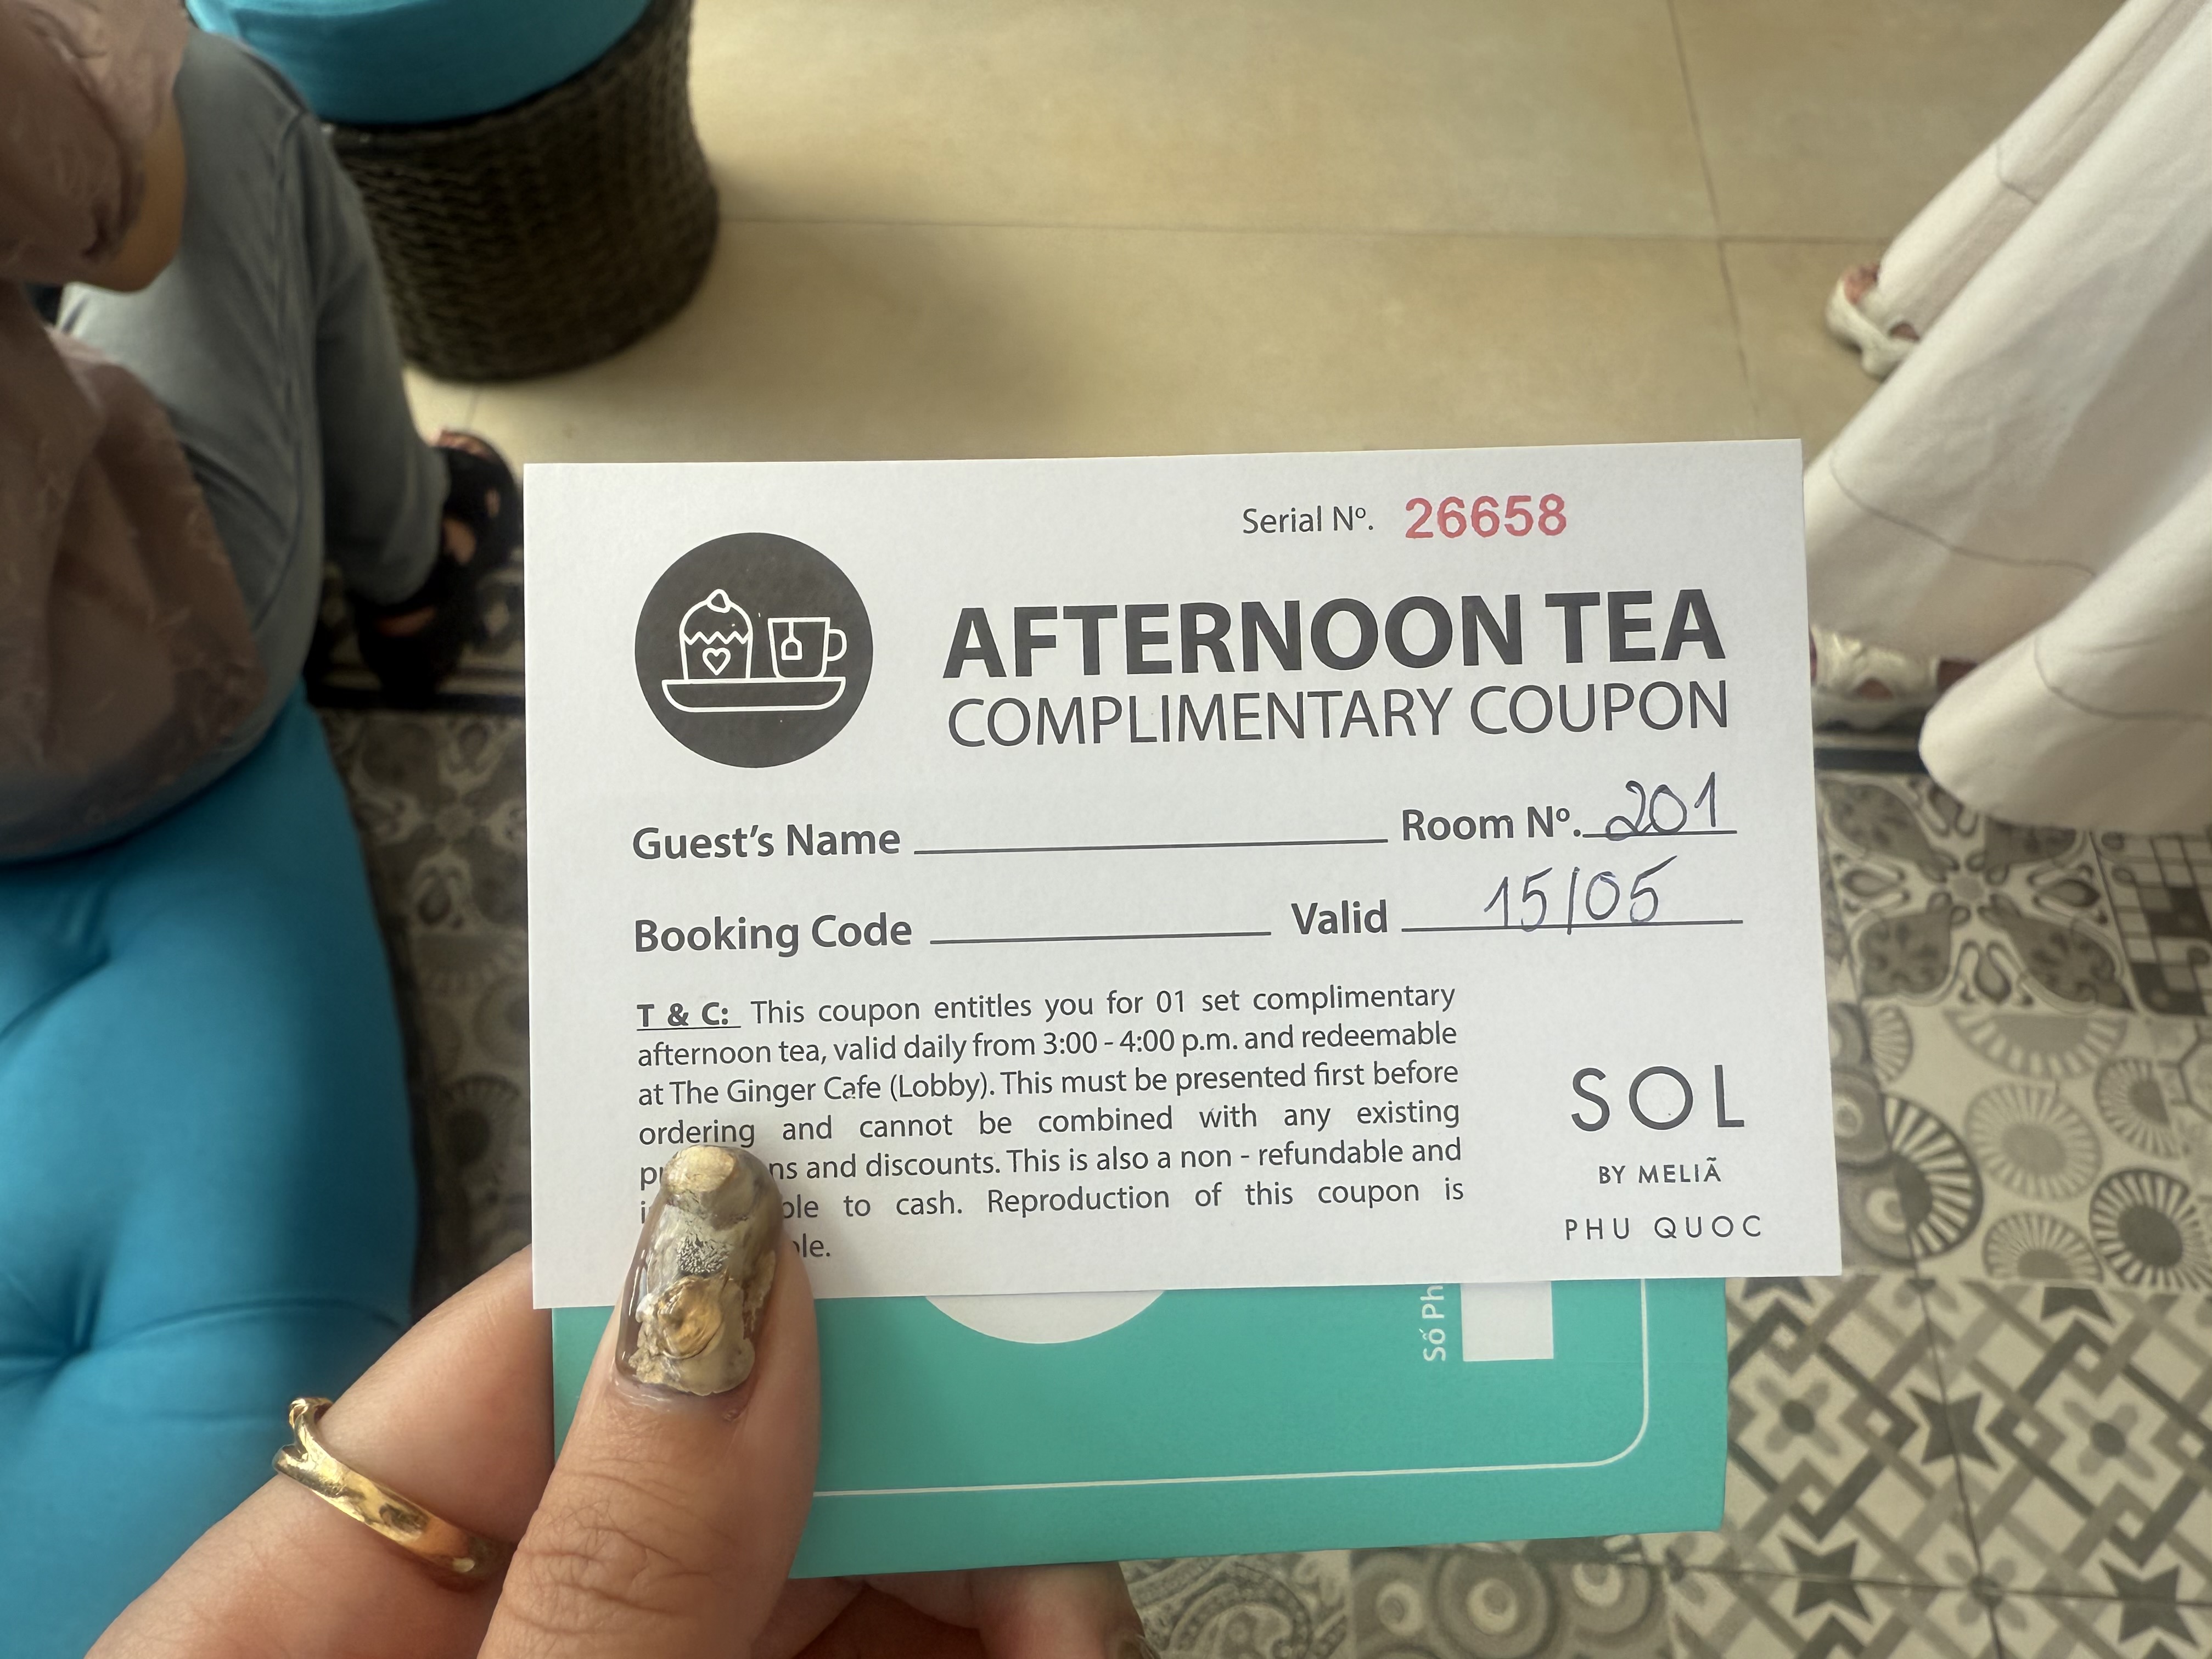 Serial Nº. 26658
AFTERNOON TEA
COMPLIMENTARY COUPON
Guest's Name Room Nº. 201
Booking Code Valid 15/05
T & C: This coupon entitles you for 01 set complimentary
afternoon tea, valid daily from 3:00 - 4:00 p.m. and redeemable
at The Ginger Cafe (Lobby). This must be presented first before
ordering and cannot be combined with any existing
and discounts. This is also a non - refundable and
to cash. Reproduction of this coupon is
SOL
BY MELIÃ
PHU QUOC
Số